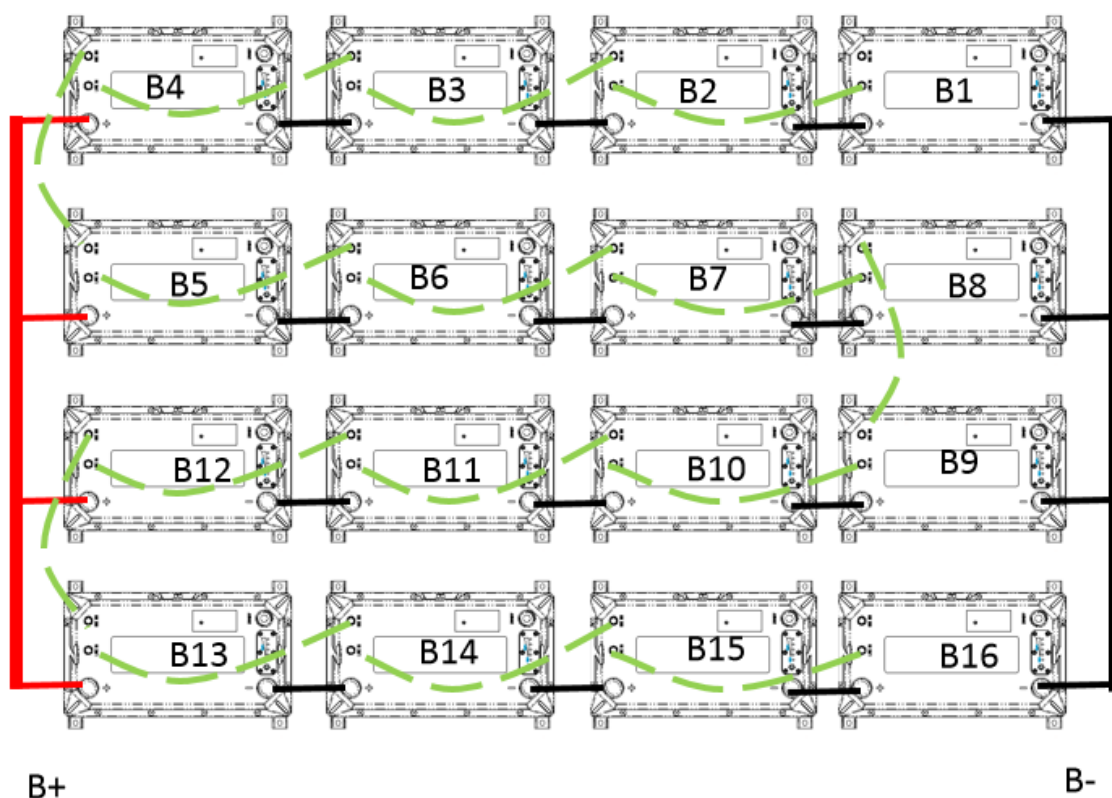 B4 B3 B2 B1
+ - + - + - + -
B5 B6 B7 B8
+ - + - + - + -
B12 B11 B10 B9
+ - + - + - + -
B13 B14 B15 B16
+ - + - + - + -
B+ B-